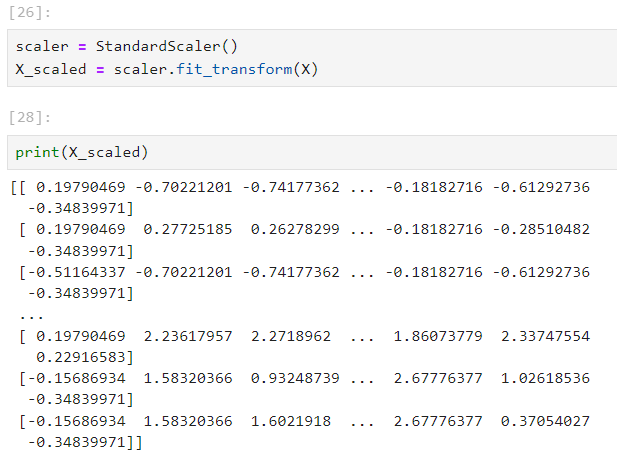 [26]:
scaler = StandardScaler()
X_scaled = scaler.fit_transform(X)
[28]:
print(X_scaled)
[[ 0.19790469 -0.70221201 -0.74177362 ... -0.18182716 -0.61292736
  -0.34839971]
 [ 0.19790469  0.27725185  0.26278299 ... -0.18182716 -0.28510482
  -0.34839971]
 [-0.51164337 -0.70221201 -0.74177362 ... -0.18182716 -0.61292736
  -0.34839971]
 ...
 [ 0.19790469  2.23617957  2.2718962  ...  1.86073779  2.33747554
   0.22916583]
 [-0.15686934  1.58320366  0.93248739 ...  2.67776377  1.02618536
  -0.34839971]
 [-0.15686934  1.58320366  1.6021918  ...  2.67776377  0.37054027
  -0.34839971]]